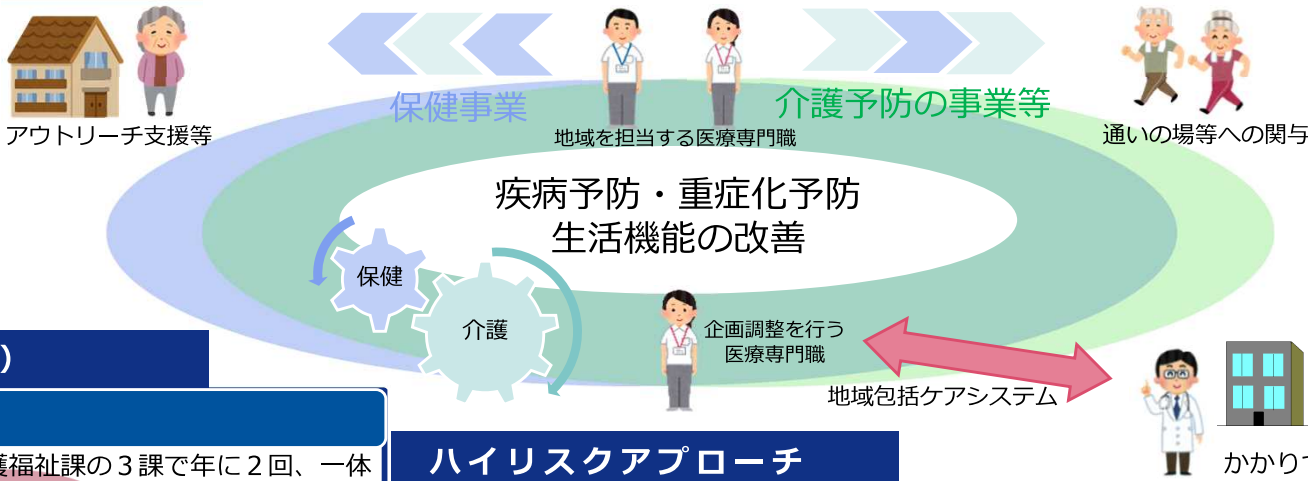 保健事業
介護予防の事業等
アウトリーチ支援等
地域を担当する医療専門職
通いの場等への関与
疾病予防・重症化予防
生活機能の改善
保健
介護
企画調整を行う
医療専門職
地域包括ケアシステム
）
護福祉課の３課で年に２回、一体
ハイリスクアプローチ
かかりつ